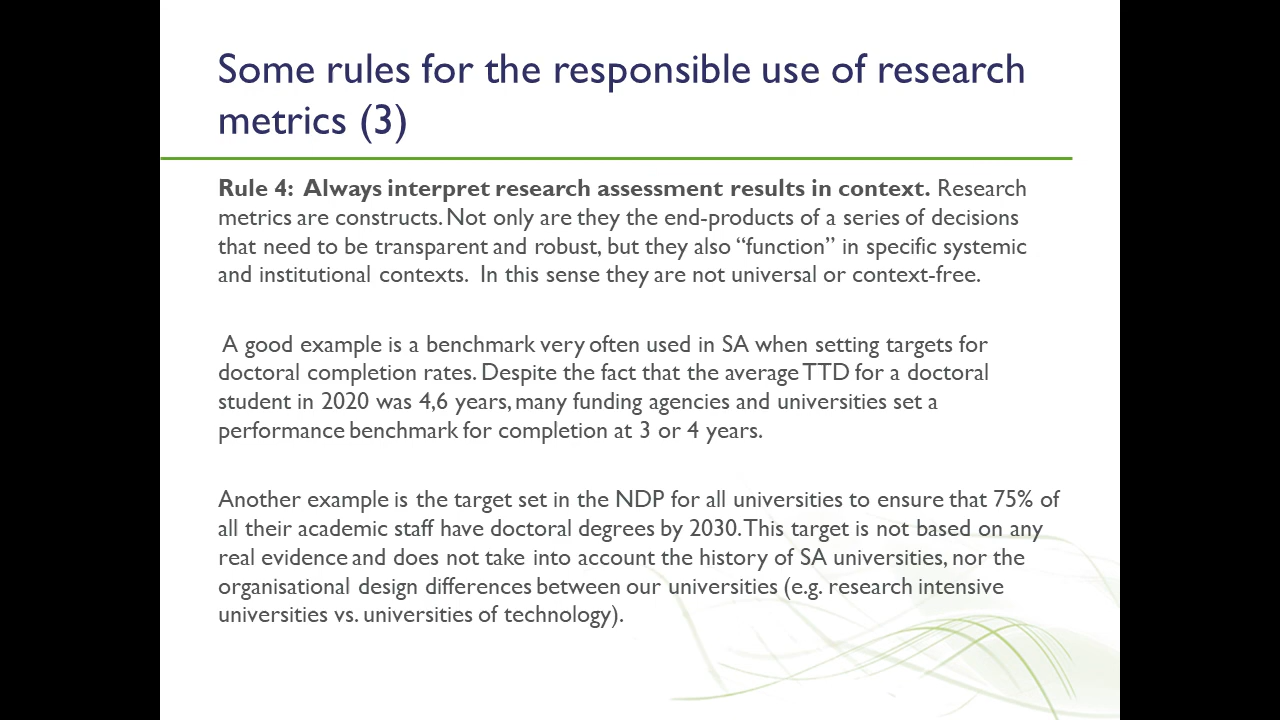 Some rules for the responsible use of research
metrics (3)
Rule 4:  Always interpret research assessment results in context. Research
metrics are constructs. Not only are they the end-products of a series of decisions
that need to be transparent and robust, but they also “function” in specific systemic
and institutional contexts.  In this sense they are not universal or context-free.
A good example is a benchmark very often used in SA when setting targets for
doctoral completion rates. Despite the fact that the average TTD for a doctoral
student in 2020 was 4,6 years, many funding agencies and universities set a
performance benchmark for completion at 3 or 4 years.
Another example is the target set in the NDP for all universities to ensure that 75% of
all their academic staff have doctoral degrees by 2030. This target is not based on any
real evidence and does not take into account the history of SA universities, nor the
organisational design differences between our universities (e.g. research intensive
universities vs. universities of technology).